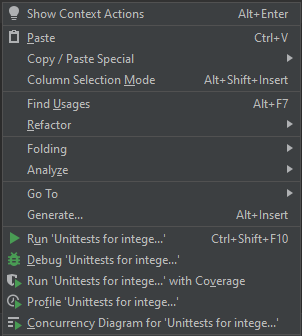 Show Context Actions Alt+Enter
Paste Ctrl+V
Copy / Paste Special
Column Selection Mode Alt+Shift+Insert
Find Usages Alt+F7
Refactor
Folding
Analyze
Go To
Generate... Alt+Insert
Run 'Unittests for intege...' Ctrl+Shift+F10
Debug 'Unittests for intege...'
Run 'Unittests for intege...' with Coverage
Profile 'Unittests for intege...'
Concurrency Diagram for 'Unittests for intege...'